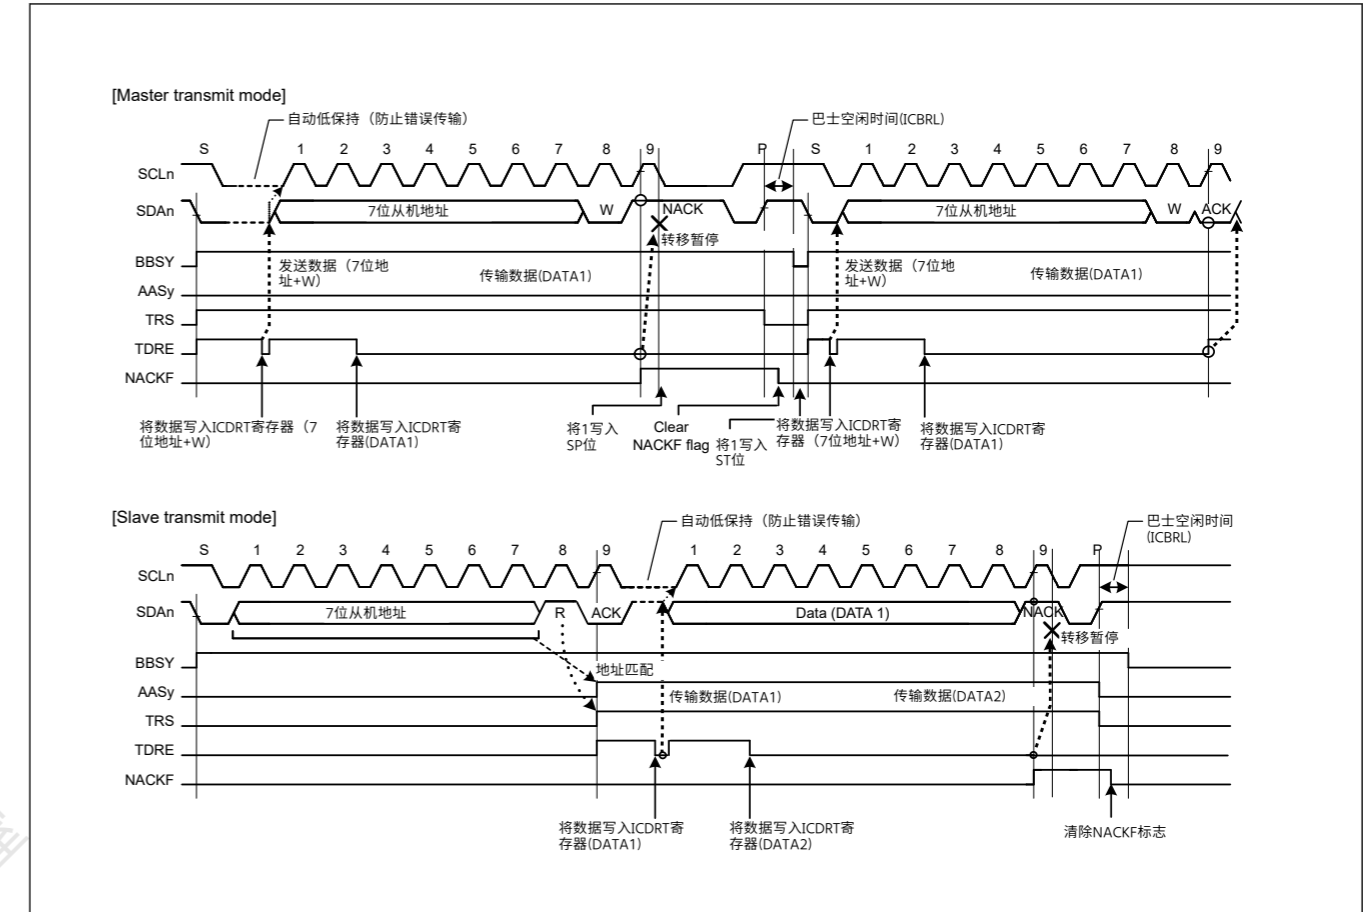 [Master transmit mode]
自动低保持（防止错误传输）
巴士空闲时间(ICBRL)
S 1 2 3 4 5 6 7 8 9 P S 1 2 3 4 5 6 7 8 9
SCLn
SDAn 7位从机地址 W NACK 7位从机地址 W ACK
转移暂停
BBSY 发送数据（7位地
址+W） 传输数据(DATA1) 发送数据（7位地
址+W） 传输数据(DATA1)
AASy
TRS
TDRE
NACKF
将数据写入ICDRT寄存器（7
位地址+W）
将数据写入ICDRT寄
存器(DATA1)
将1写入
SP位
Clear
NACKF flag
将1写入
ST位
将数据写入ICDRT寄
存器（7位地址+W）
将数据写入ICDRT寄
存器(DATA1)
[Slave transmit mode]
自动低保持（防止错误传输）
巴士空闲时间
(ICBRL)
S 1 2 3 4 5 6 7 8 9 1 2 3 4 5 6 7 8 9 P
SCLn
SDAn 7位从机地址 R ACK Data (DATA 1) NACK
转移暂停
BBSY
地址匹配
AASy 传输数据(DATA1) 传输数据(DATA2)
TRS
TDRE
NACKF
将数据写入ICDRT寄
存器(DATA1)
将数据写入ICDRT寄
存器(DATA2)
清除NACKF标志